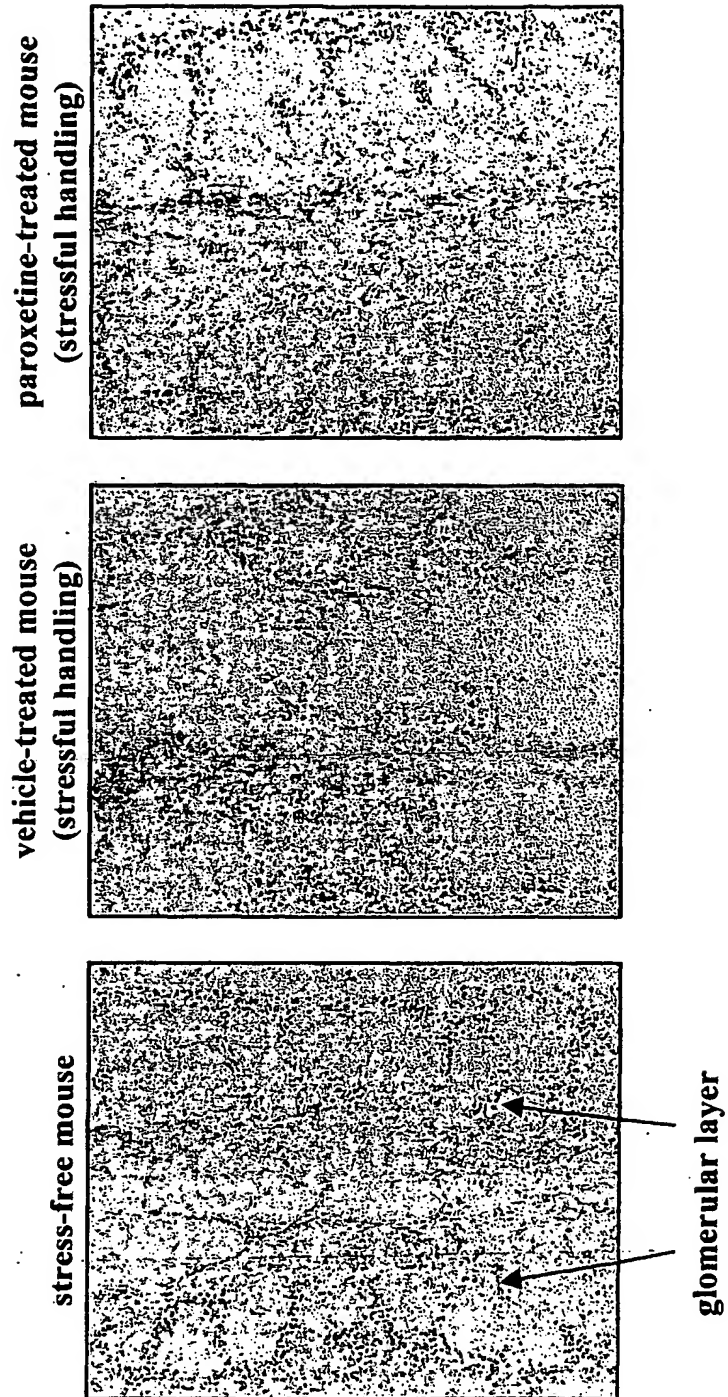 stress-free mouse
vehicle-treated mouse
(stressful handling)
paroxetine-treated mouse
(stressful handling)
glomerular layer